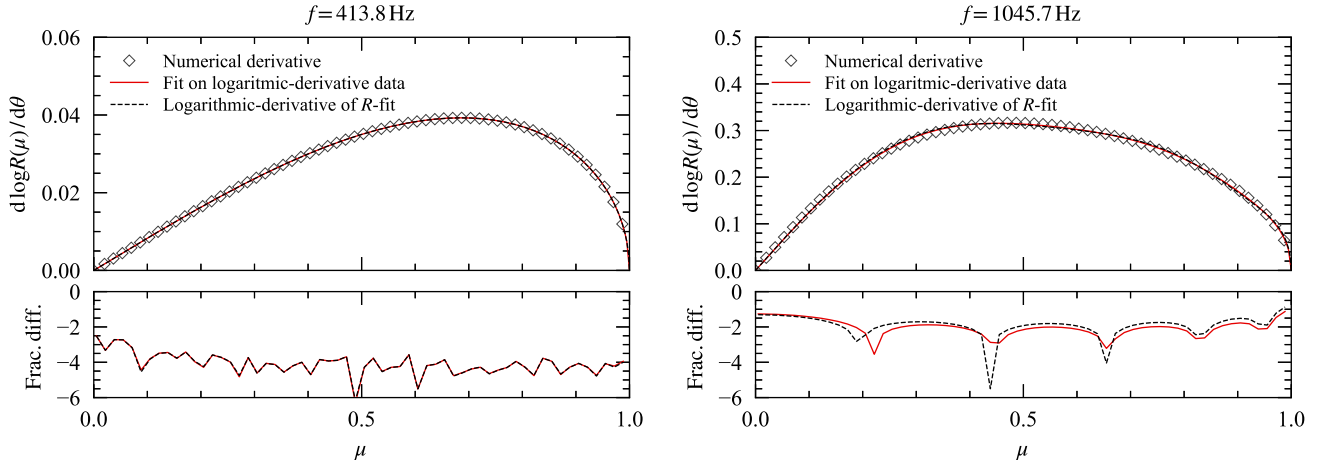 f = 413.8 Hz
0.06
0.04
0.02
0.00
d log R(μ) / dθ
Numerical derivative
Fit on logaritmic-derivative data
Logarithmic-derivative of R-fit
0
−2
−4
−6
Frac. diff.
0.0
0.5
1.0
μ
f = 1045.7 Hz
0.5
0.4
0.3
0.2
0.1
0.0
d log R(μ) / dθ
Numerical derivative
Fit on logaritmic-derivative data
Logarithmic-derivative of R-fit
0
−2
−4
−6
Frac. diff.
0.0
0.5
1.0
μ